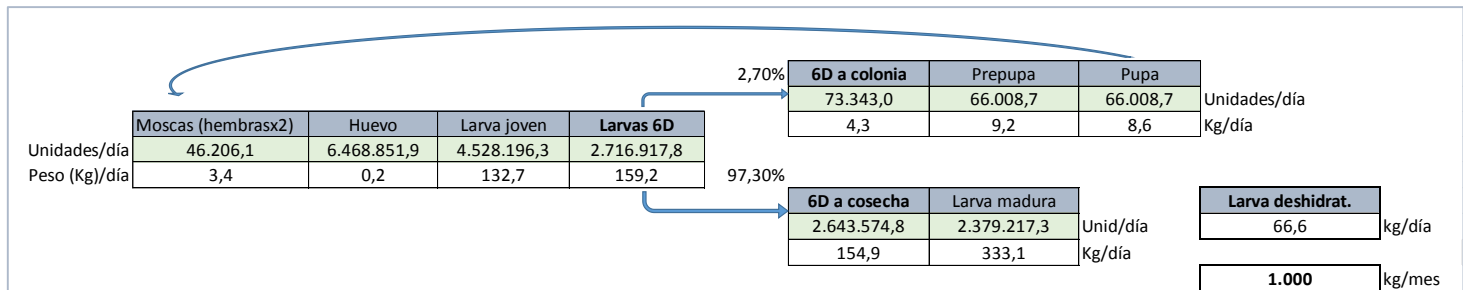 2,70% 6D a colonia Prepupa Pupa
73.343,0 66.008,7 66.008,7 Unidades/día
4,3 9,2 8,6 Kg/día
Moscas (hembrasx2) Huevo Larva joven Larvas 6D
Unidades/día 46.206,1 6.468.851,9 4.528.196,3 2.716.917,8
Peso (Kg)/día 3,4 0,2 132,7 159,2
97,30% 6D a cosecha Larva madura
2.643.574,8 2.379.217,3 Unid/día
154,9 333,1 Kg/día
Larva deshidrat.
66,6 kg/día
1.000 kg/mes